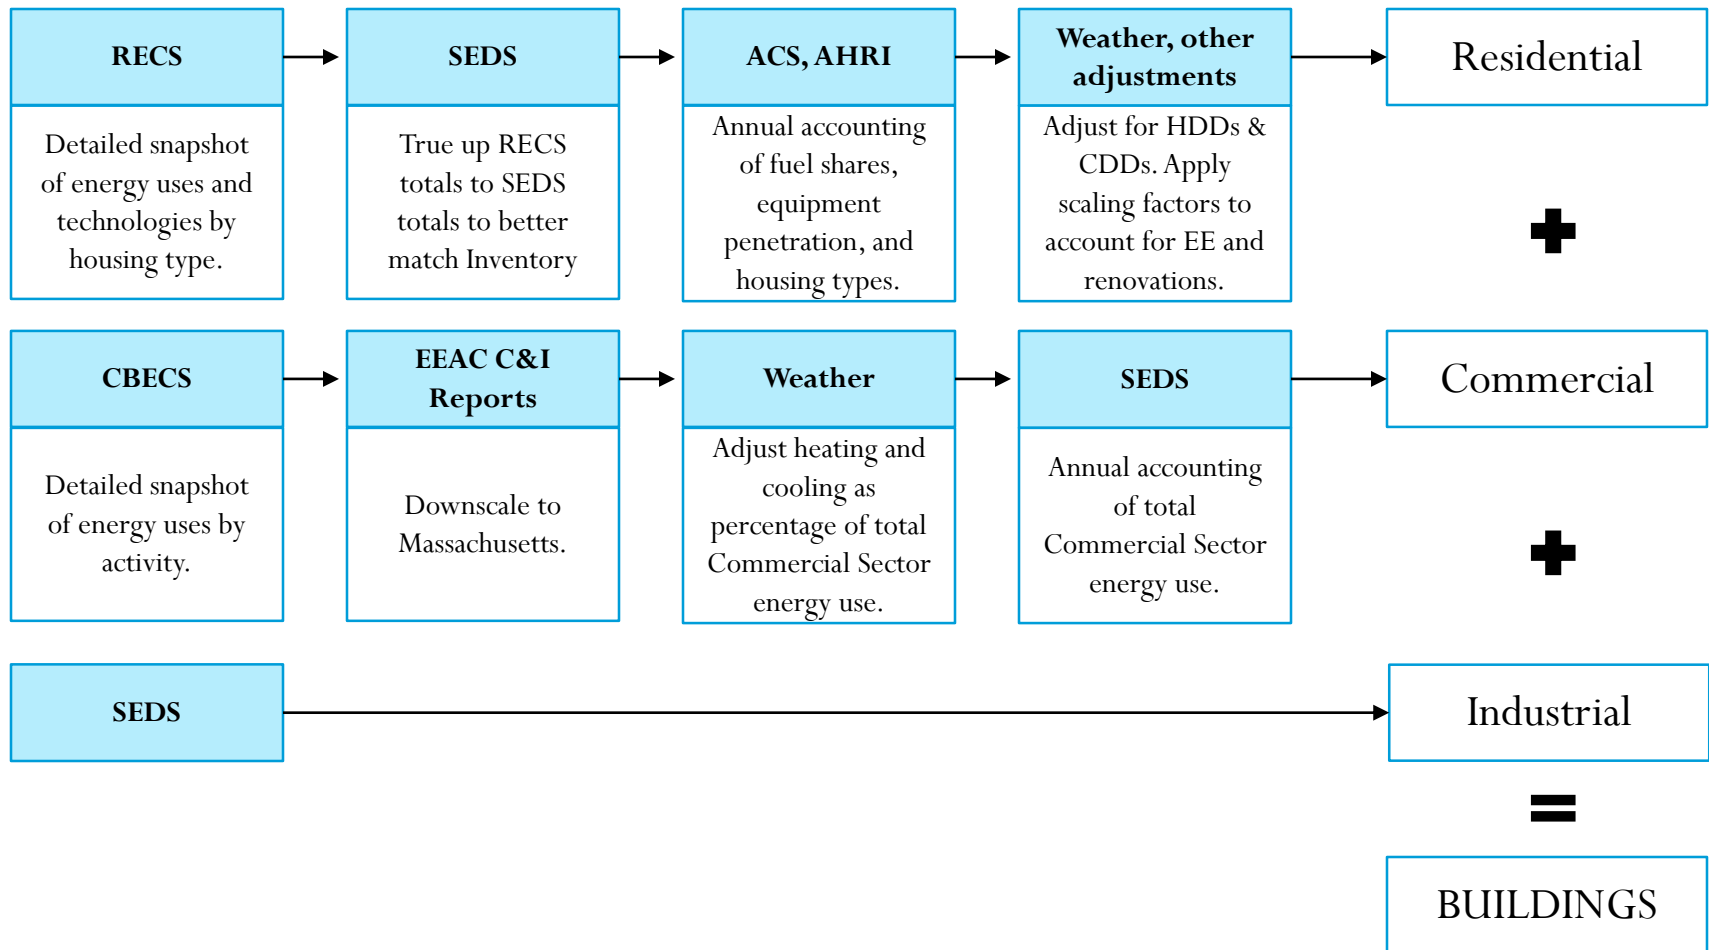 RECS
Detailed snapshot
of energy uses and
technologies by
housing type.
SEDS
True up RECS
totals to SEDS
totals to better
match Inventory
ACS, AHRI
Annual accounting
of fuel shares,
equipment
penetration, and
housing types.
Weather, other
adjustments
Adjust for HDDs &
CDDs. Apply
scaling factors to
account for EE and
renovations.
Residential
+
CBECS
Detailed snapshot
of energy uses by
activity.
EEAC C&I
Reports
Downscale to
Massachusetts.
Weather
Adjust heating and
cooling as
percentage of total
Commercial Sector
energy use.
SEDS
Annual accounting
of total
Commercial Sector
energy use.
Commercial
+
SEDS
Industrial
=
BUILDINGS